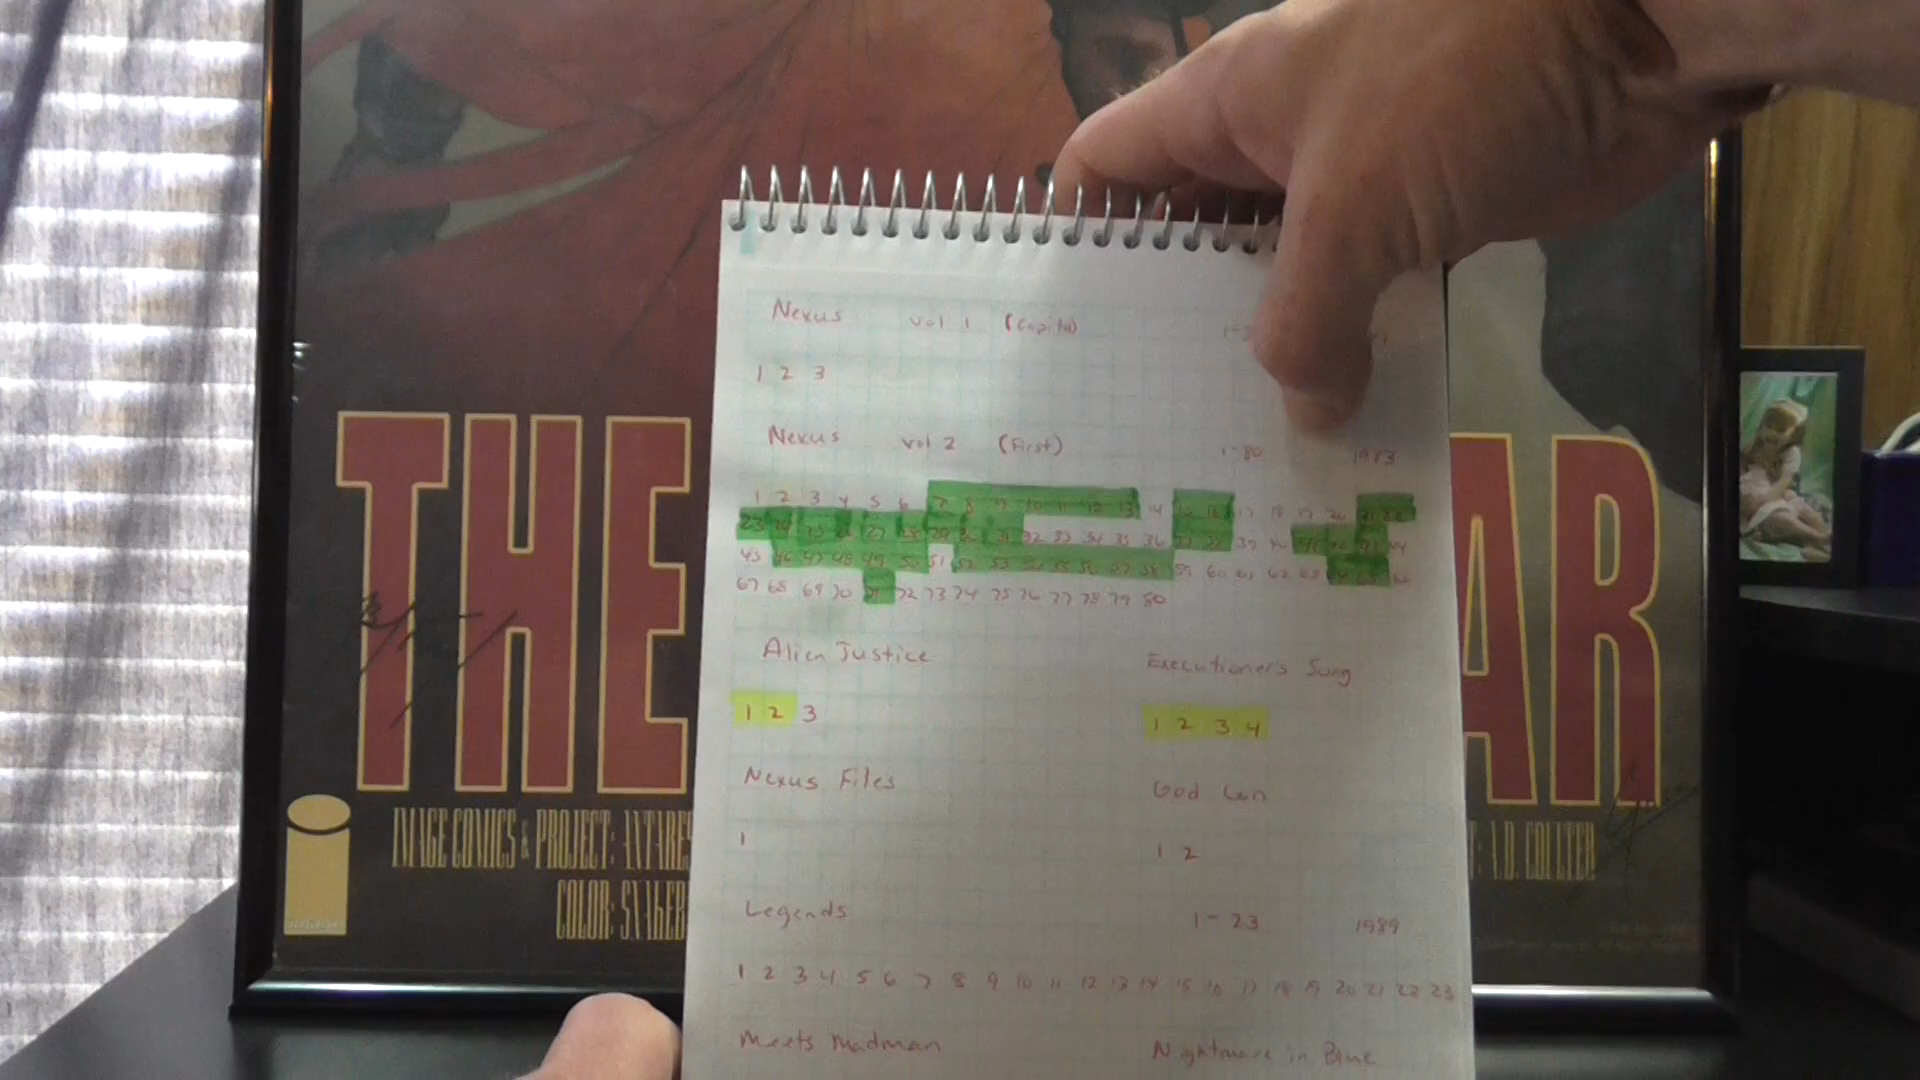 Nexus vol 1 (Capital)
1 2 3
Nexus vol 2 (First) 1-80 1983
1 2 3 4 5 6 7 8 9 10 11 12 13 14 15 16 17 18 19 20 21 22
23 24 25 26 27 28 29 30 31 32 33 34 35 36 37 38 39 40 41 42 43 44
45 46 47 48 49 50 51 52 53 54 55 56 57 58 59 60 61 62 63 64 65 66
67 68 69 70 71 72 73 74 75 76 77 78 79 80
Alien Justice Executioner's Song
1 2 3 1 2 3 4
Nexus Files God Con
1 1 2
Legends 1-23 1989
1 2 3 4 5 6 7 8 9 10 11 12 13 14 15 16 17 18 19 20 21 22 23
Meets Madman Nightmare in Blue
THE AR
IMAGE COMICS & PROJECT: ANTARES
: A.D. COULTER
COLOR: